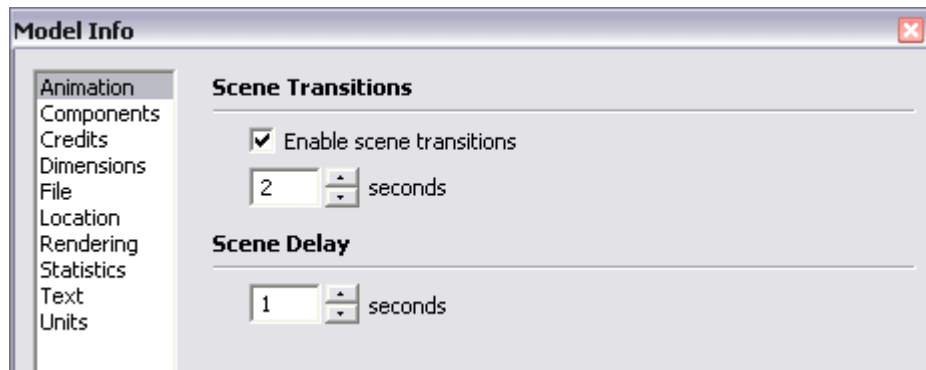 Model Info
Animation
Components
Credits
Dimensions
File
Location
Rendering
Statistics
Text
Units
Scene Transitions
Enable scene transitions
2 seconds
Scene Delay
1 seconds